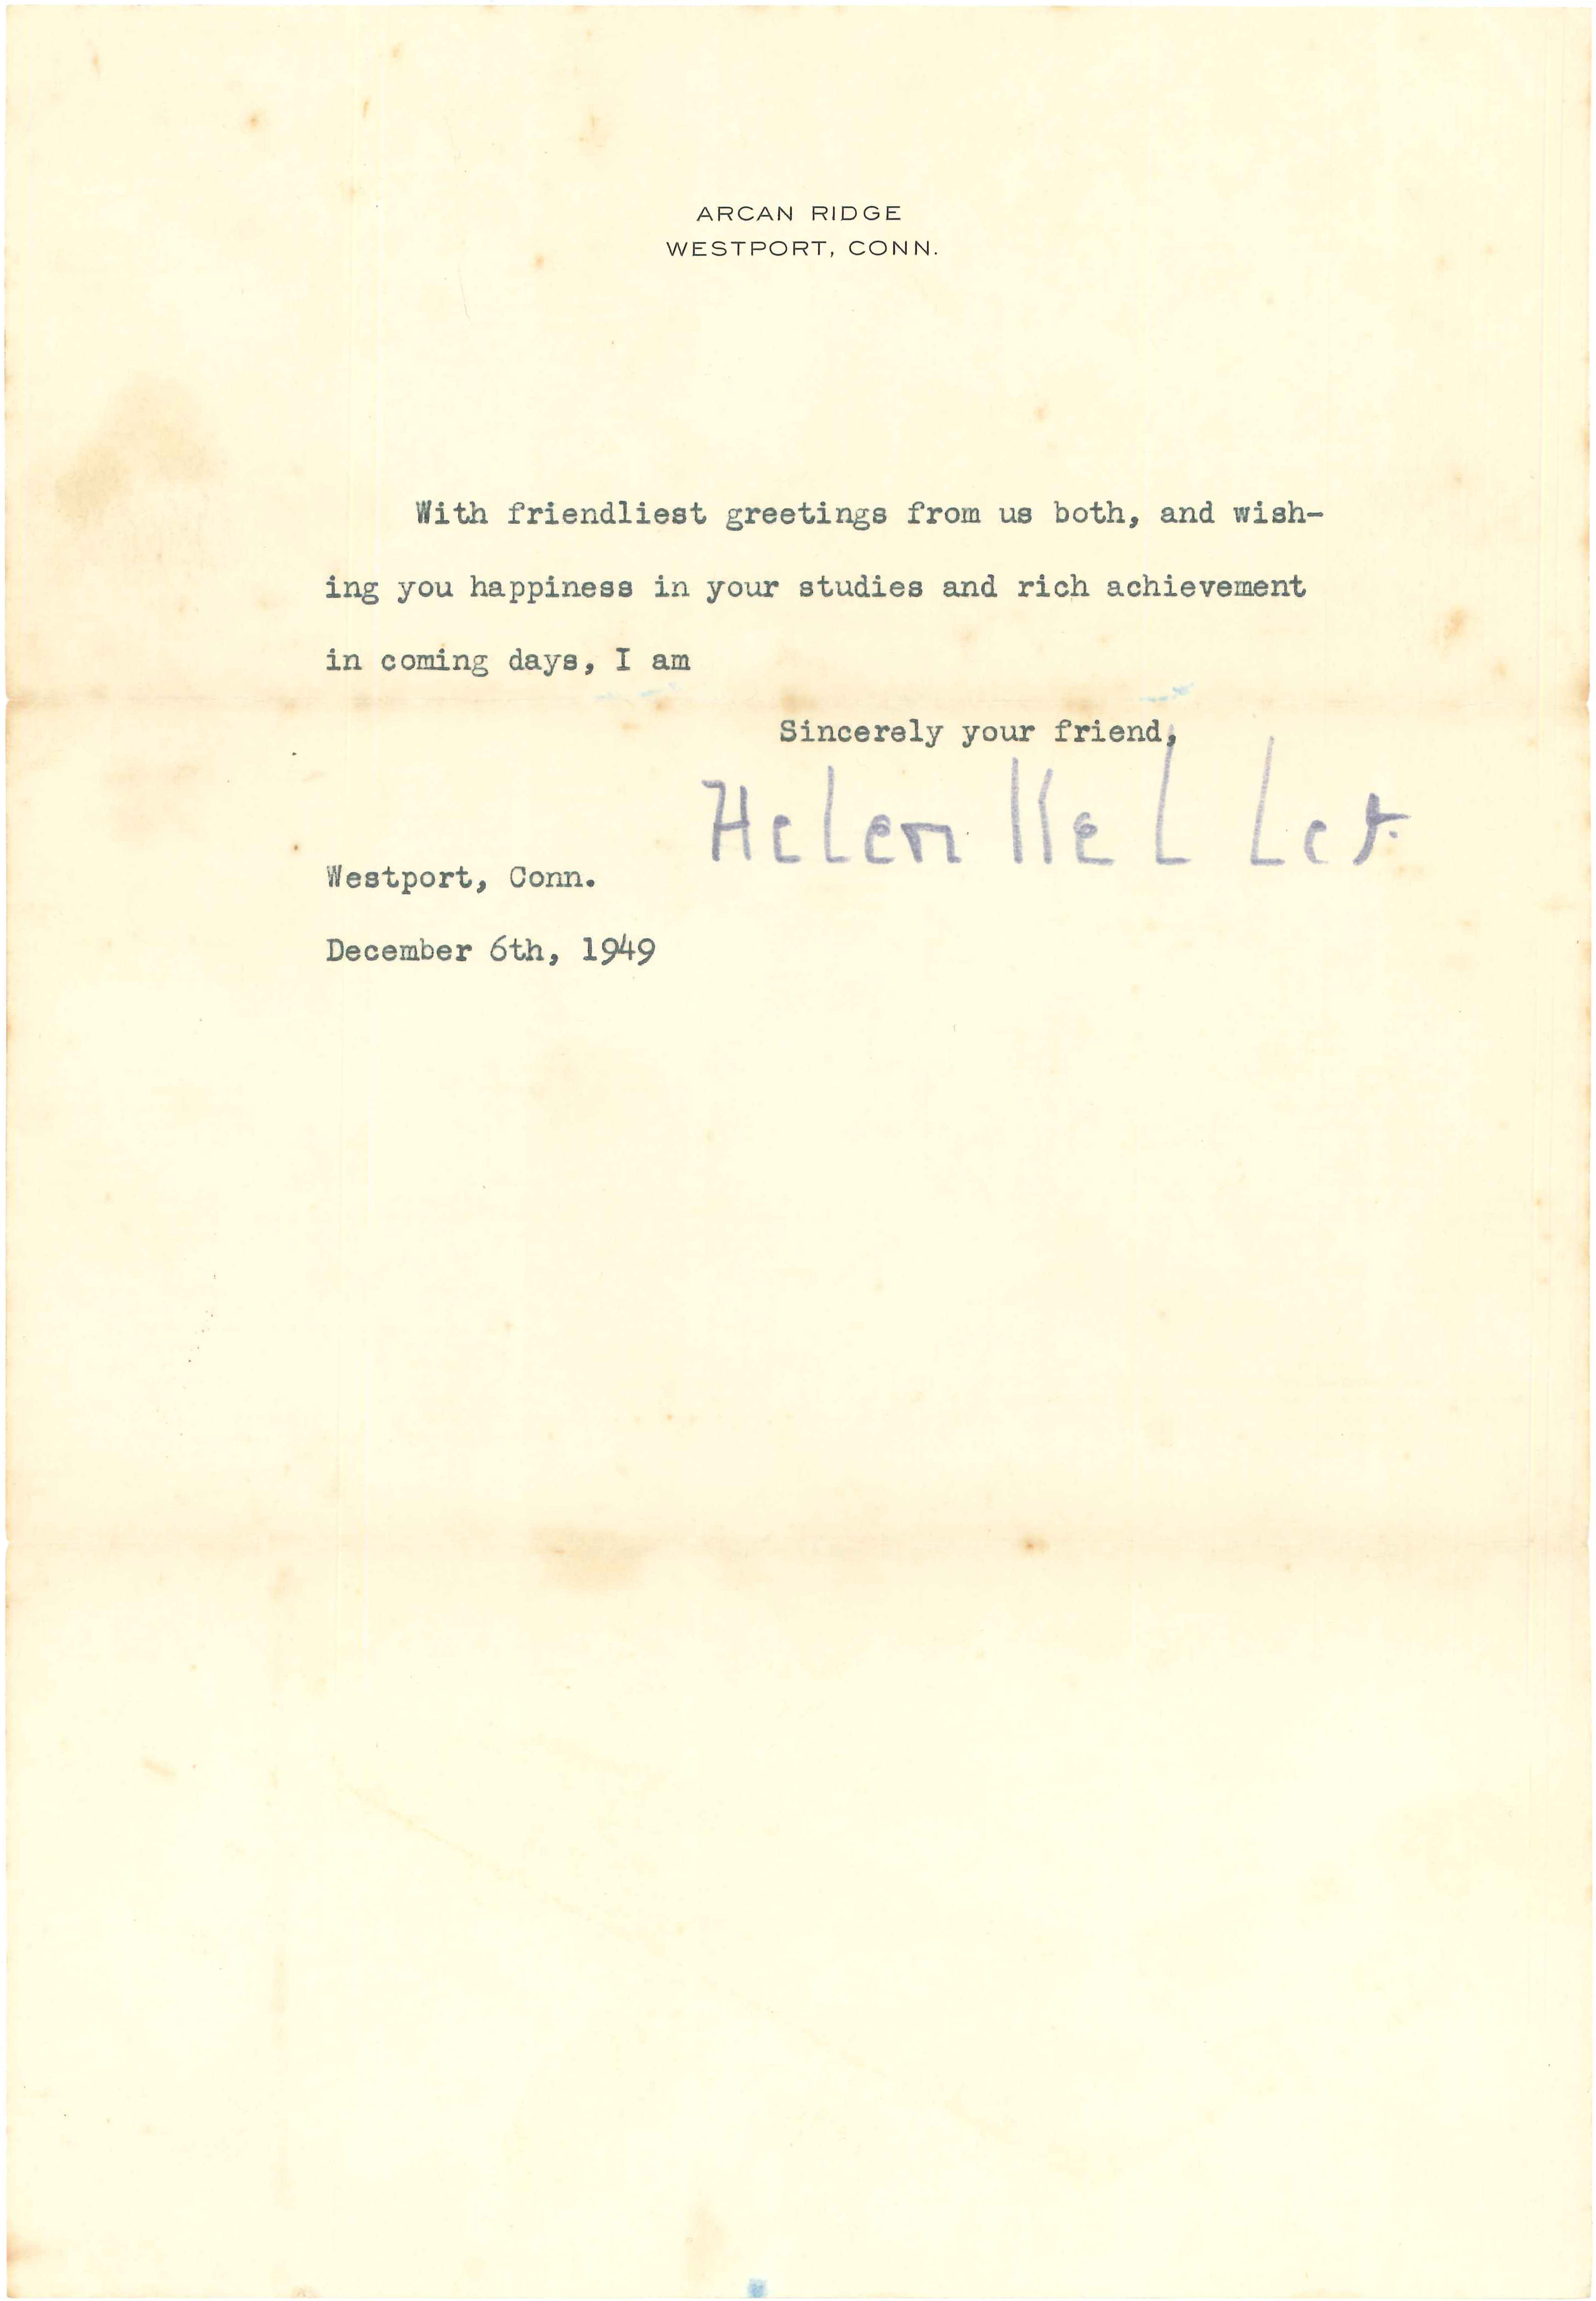 ARCAN RIDGE
WESTPORT, CONN.
With friendliest greetings from us both, and wish-
ing you happiness in your studies and rich achievement
in coming days, I am
Sincerely your friend,
Helen Keller
Westport, Conn.
December 6th, 1949